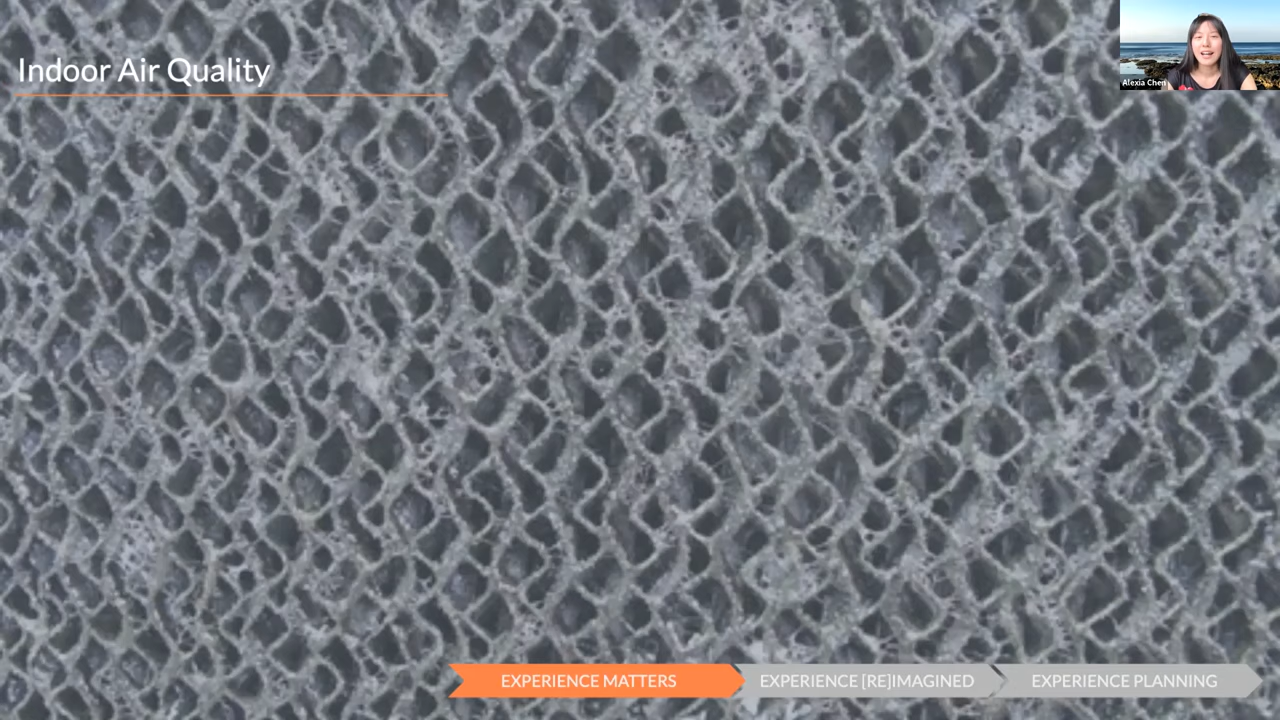 Indoor Air Quality
Alexia Chen
EXPERIENCE MATTERS
EXPERIENCE [RE]IMAGINED
EXPERIENCE PLANNING